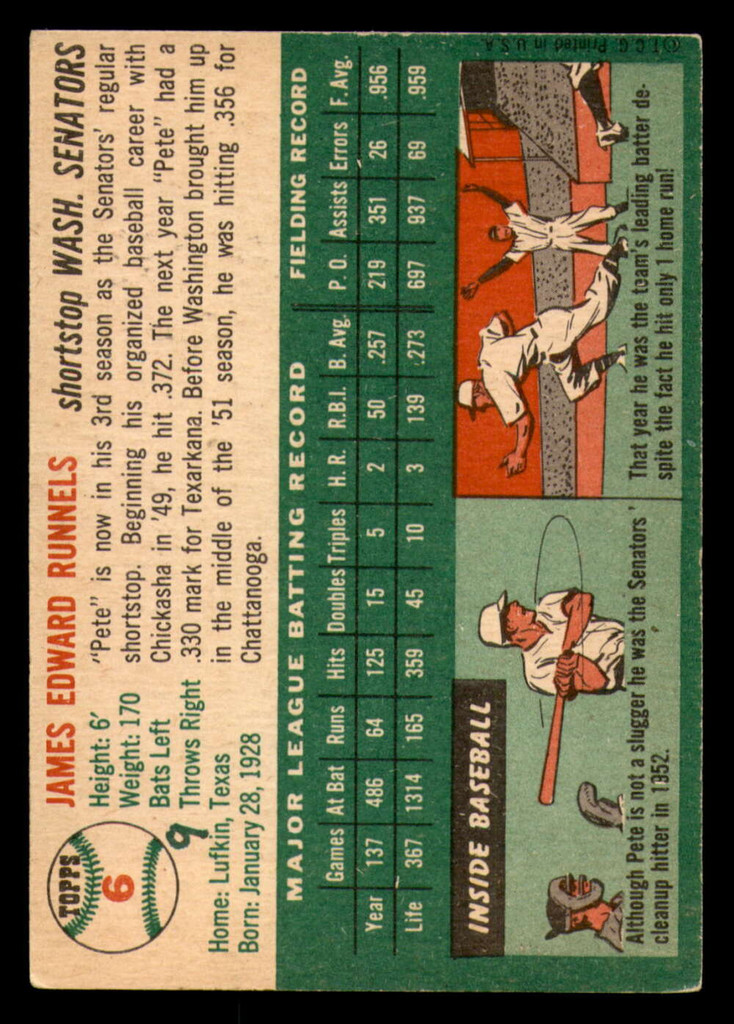 TOPPS
6
9
JAMES EDWARD RUNNELS shortstop WASH. SENATORS
Height: 6'
Weight: 170
Bats Left
Throws Right
Home: Lufkin, Texas
Born: January 28, 1928
"Pete" is now in his 3rd season as the Senators' regular
shortstop. Beginning his organized baseball career with
Chickasha in '49, he hit .372. The next year "Pete" had a
.330 mark for Texarkana. Before Washington brought him up
in the middle of the '51 season, he was hitting .356 for
Chattanooga.
MAJOR LEAGUE BATTING RECORD FIELDING RECORD
Games At Bat Runs Hits Doubles Triples H. R. R.B.I. B. Avg. P. O. Assists Errors F. Avg.
Year 137 486 64 125 15 5 2 50 .257 219 351 26 .956
Life 367 1314 165 359 45 10 3 139 .273 697 937 69 .959
INSIDE BASEBALL
Although Pete is not a slugger he was the Senators'
cleanup hitter in 1952.
That year he was the team's leading batter de-
spite the fact he hit only 1 home run!
©T.C.G. Printed in U.S.A.